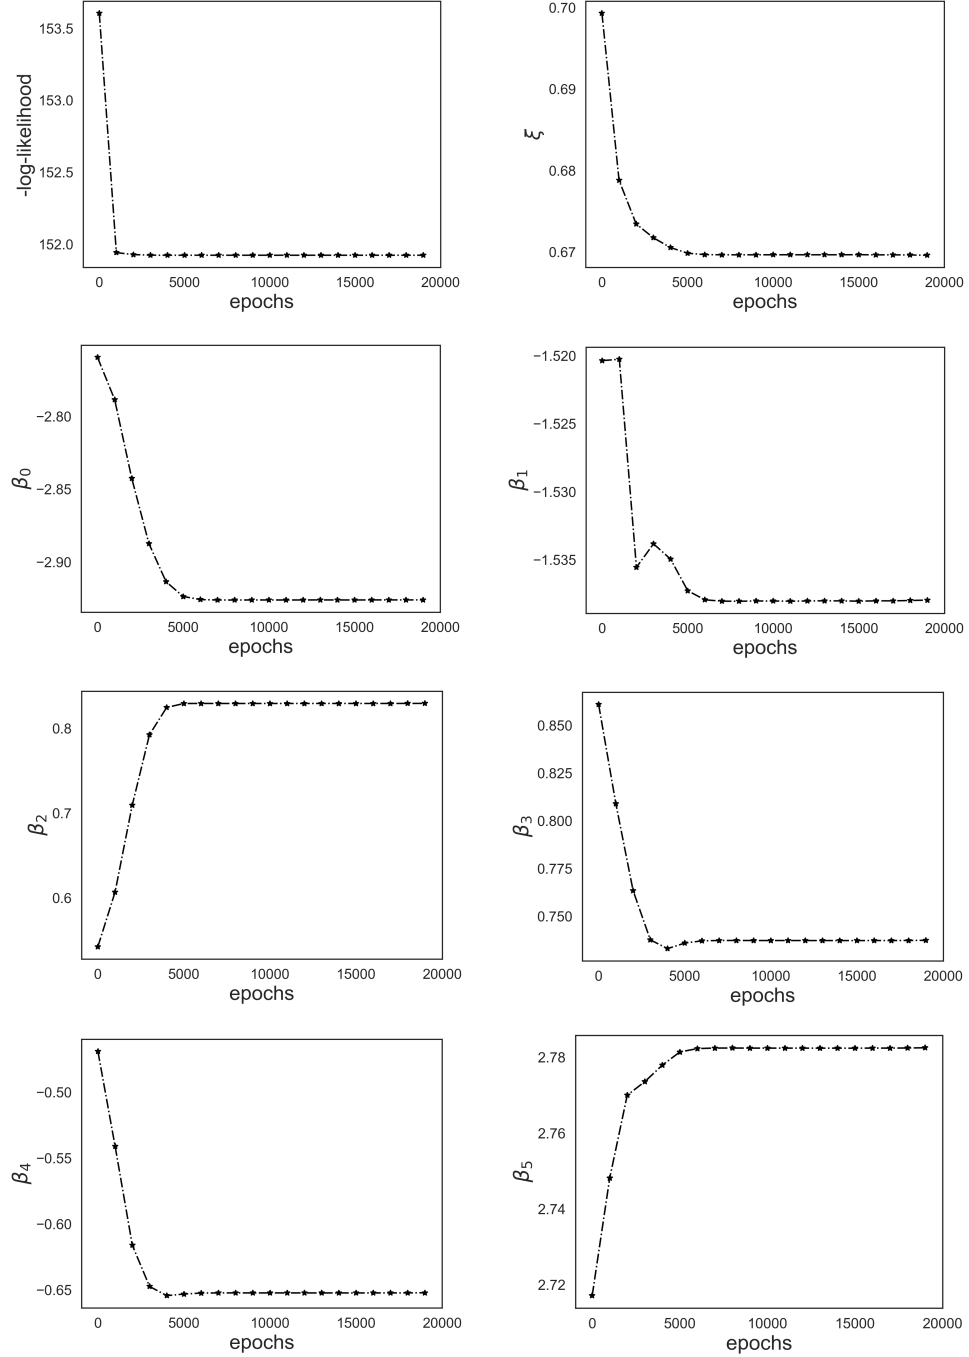 153.5
153.0
152.5
152.0
-log-likelihood
0 5000 10000 15000 20000
epochs
0.70
0.69
0.68
0.67
ξ
0 5000 10000 15000 20000
epochs
−2.80
−2.85
−2.90
β0
0 5000 10000 15000 20000
epochs
−1.520
−1.525
−1.530
−1.535
β1
0 5000 10000 15000 20000
epochs
0.8
0.7
0.6
β2
0 5000 10000 15000 20000
epochs
0.850
0.825
0.800
0.775
0.750
β3
0 5000 10000 15000 20000
epochs
−0.50
−0.55
−0.60
−0.65
β4
0 5000 10000 15000 20000
epochs
2.78
2.76
2.74
2.72
β5
0 5000 10000 15000 20000
epochs